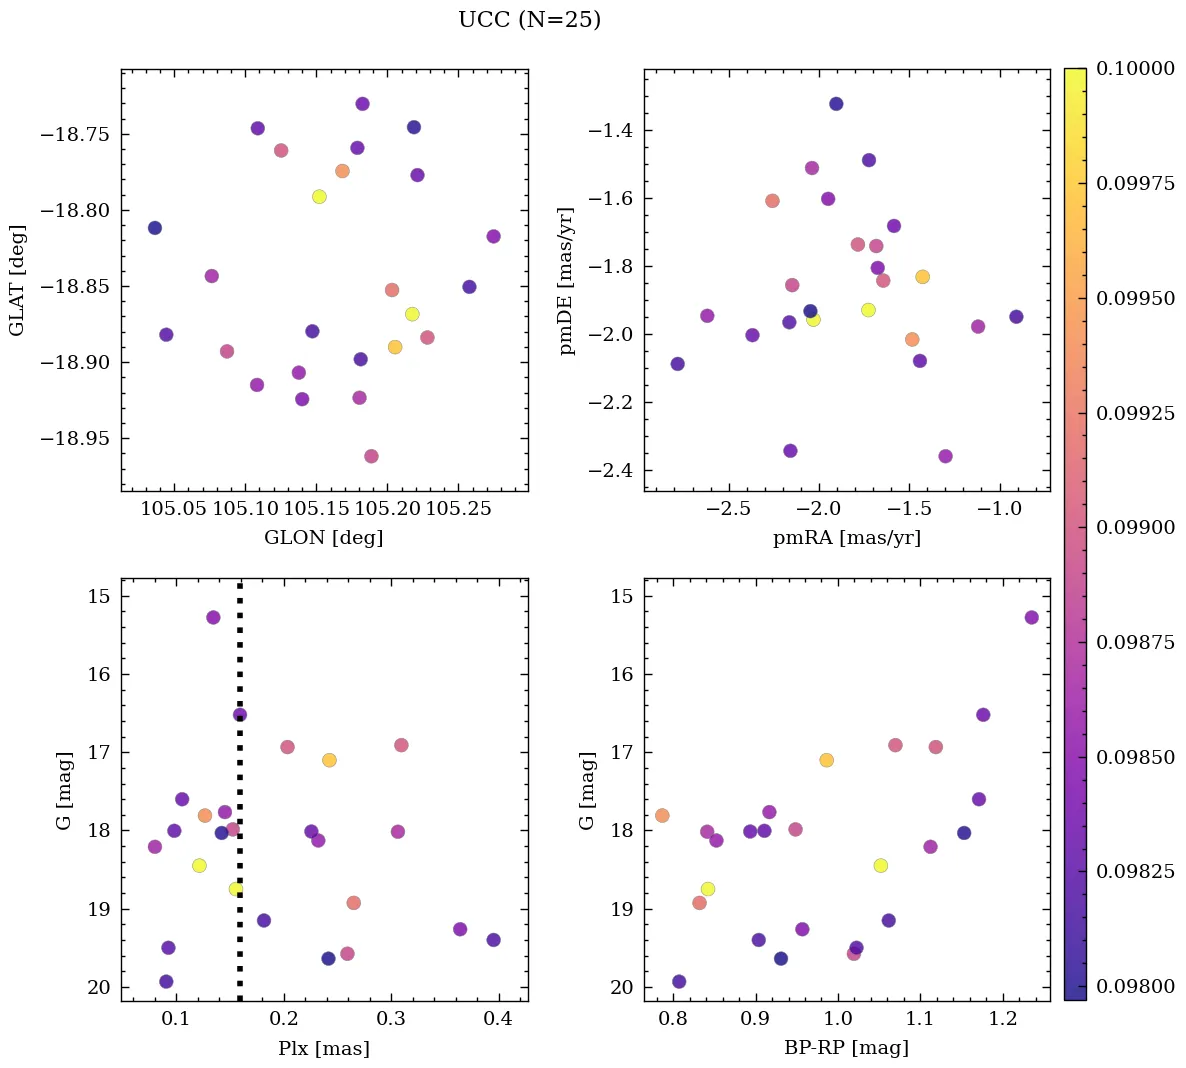 UCC (N=25)
−18.75
−18.80
−18.85
−18.90
−18.95
GLAT [deg]
105.05 105.10 105.15 105.20 105.25
GLON [deg]
−1.4
−1.6
−1.8
−2.0
−2.2
−2.4
pmDE [mas/yr]
−2.5 −2.0 −1.5 −1.0
pmRA [mas/yr]
15
16
17
18
19
20
G [mag]
0.1 0.2 0.3 0.4
Plx [mas]
15
16
17
18
19
20
G [mag]
0.8 0.9 1.0 1.1 1.2
BP-RP [mag]
0.10000
0.09975
0.09950
0.09925
0.09900
0.09875
0.09850
0.09825
0.09800